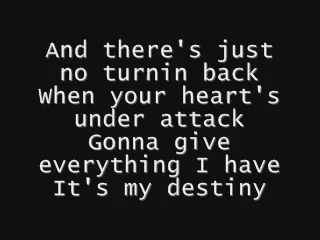 And there's just
no turnin back
When your heart's
under attack
Gonna give
everything I have
It's my destiny